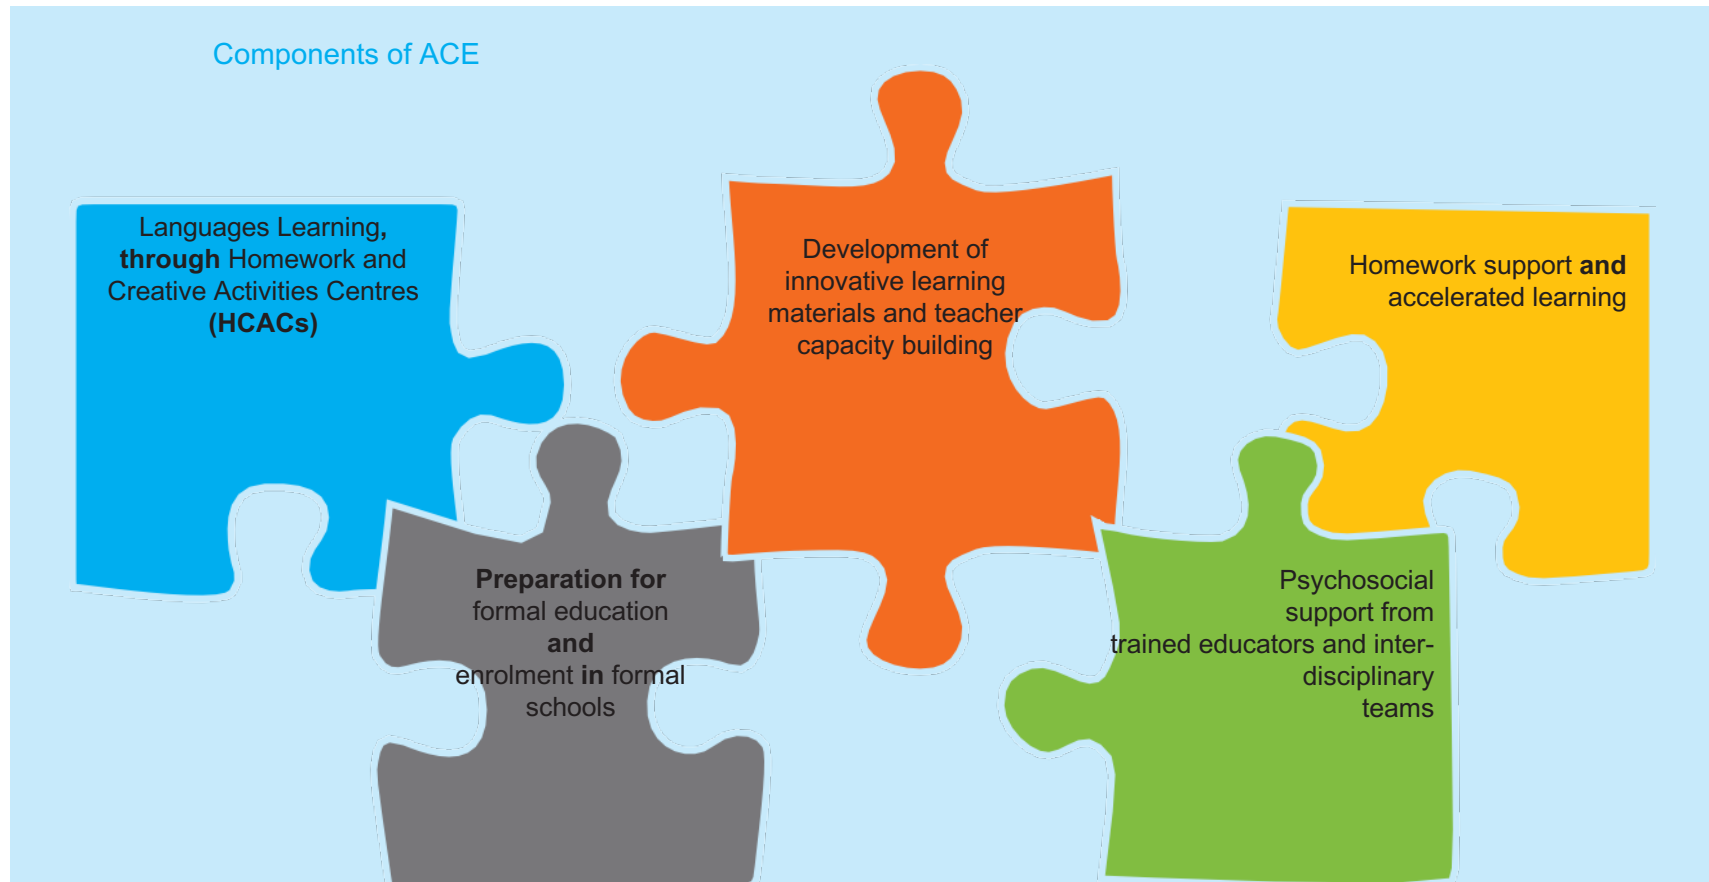 Components of ACE
Languages Learning,
through Homework and
Creative Activities Centres
(HCACs)
Development of
innovative learning
materials and teacher
capacity building
Homework support and
accelerated learning
Preparation for
formal education
and
enrolment in formal
schools
Psychosocial
support from
trained educators and inter-
disciplinary
teams